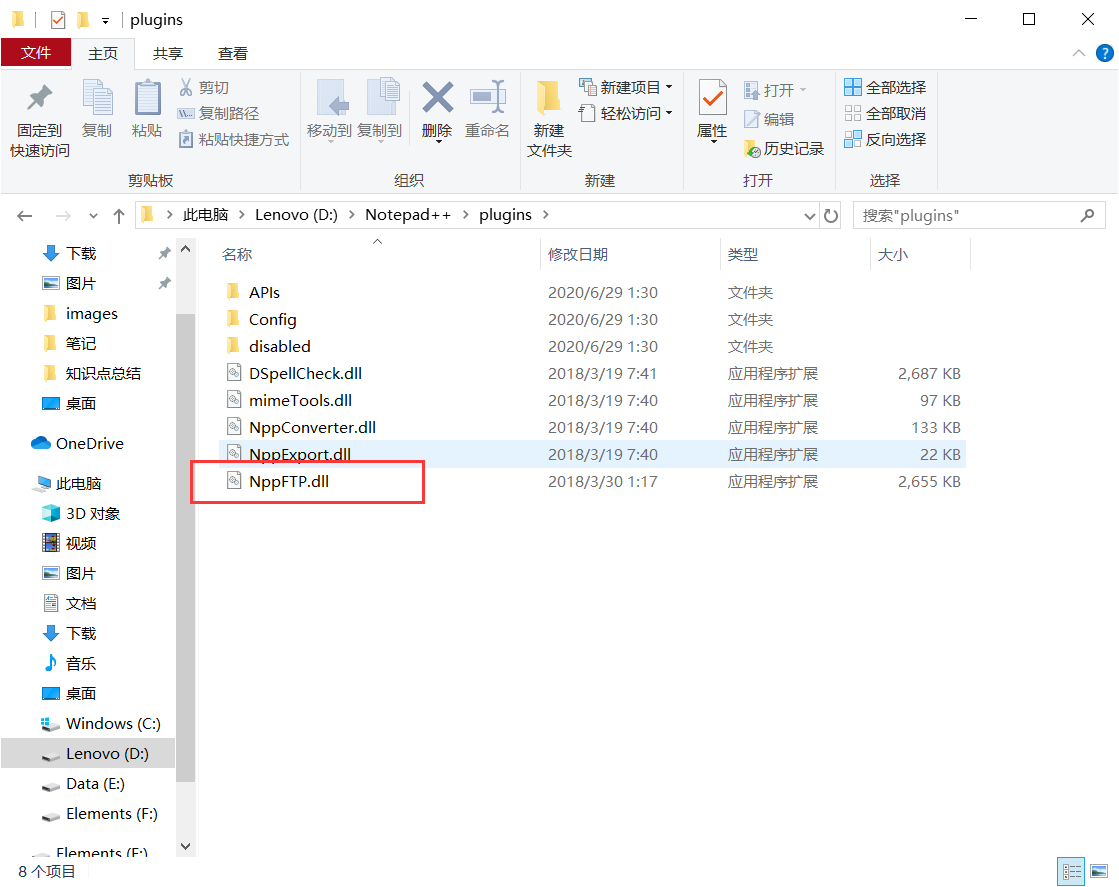 plugins
文件 主页 共享 查看
固定到
快速访问
复制
粘贴
剪切
复制路径
粘贴快捷方式
剪贴板
移动到 复制到 删除 重命名
组织
新建
文件夹
新建项目
轻松访问
新建
属性
打开
编辑
历史记录
打开
全部选择
全部取消
反向选择
选择
此电脑 > Lenovo (D:) > Notepad++ > plugins >
搜索"plugins"
下载
图片
images
笔记
知识点总结
桌面
OneDrive
此电脑
3D 对象
视频
图片
文档
下载
音乐
桌面
Windows (C:)
Lenovo (D:)
Data (E:)
Elements (F:)
Elements (F:)
名称 修改日期 类型 大小
APIs 2020/6/29 1:30 文件夹
Config 2020/6/29 1:30 文件夹
disabled 2020/6/29 1:30 文件夹
DSpellCheck.dll 2018/3/19 7:41 应用程序扩展 2,687 KB
mimeTools.dll 2018/3/19 7:40 应用程序扩展 97 KB
NppConverter.dll 2018/3/19 7:40 应用程序扩展 133 KB
NppExport.dll 2018/3/19 7:40 应用程序扩展 22 KB
NppFTP.dll 2018/3/30 1:17 应用程序扩展 2,655 KB
8 个项目